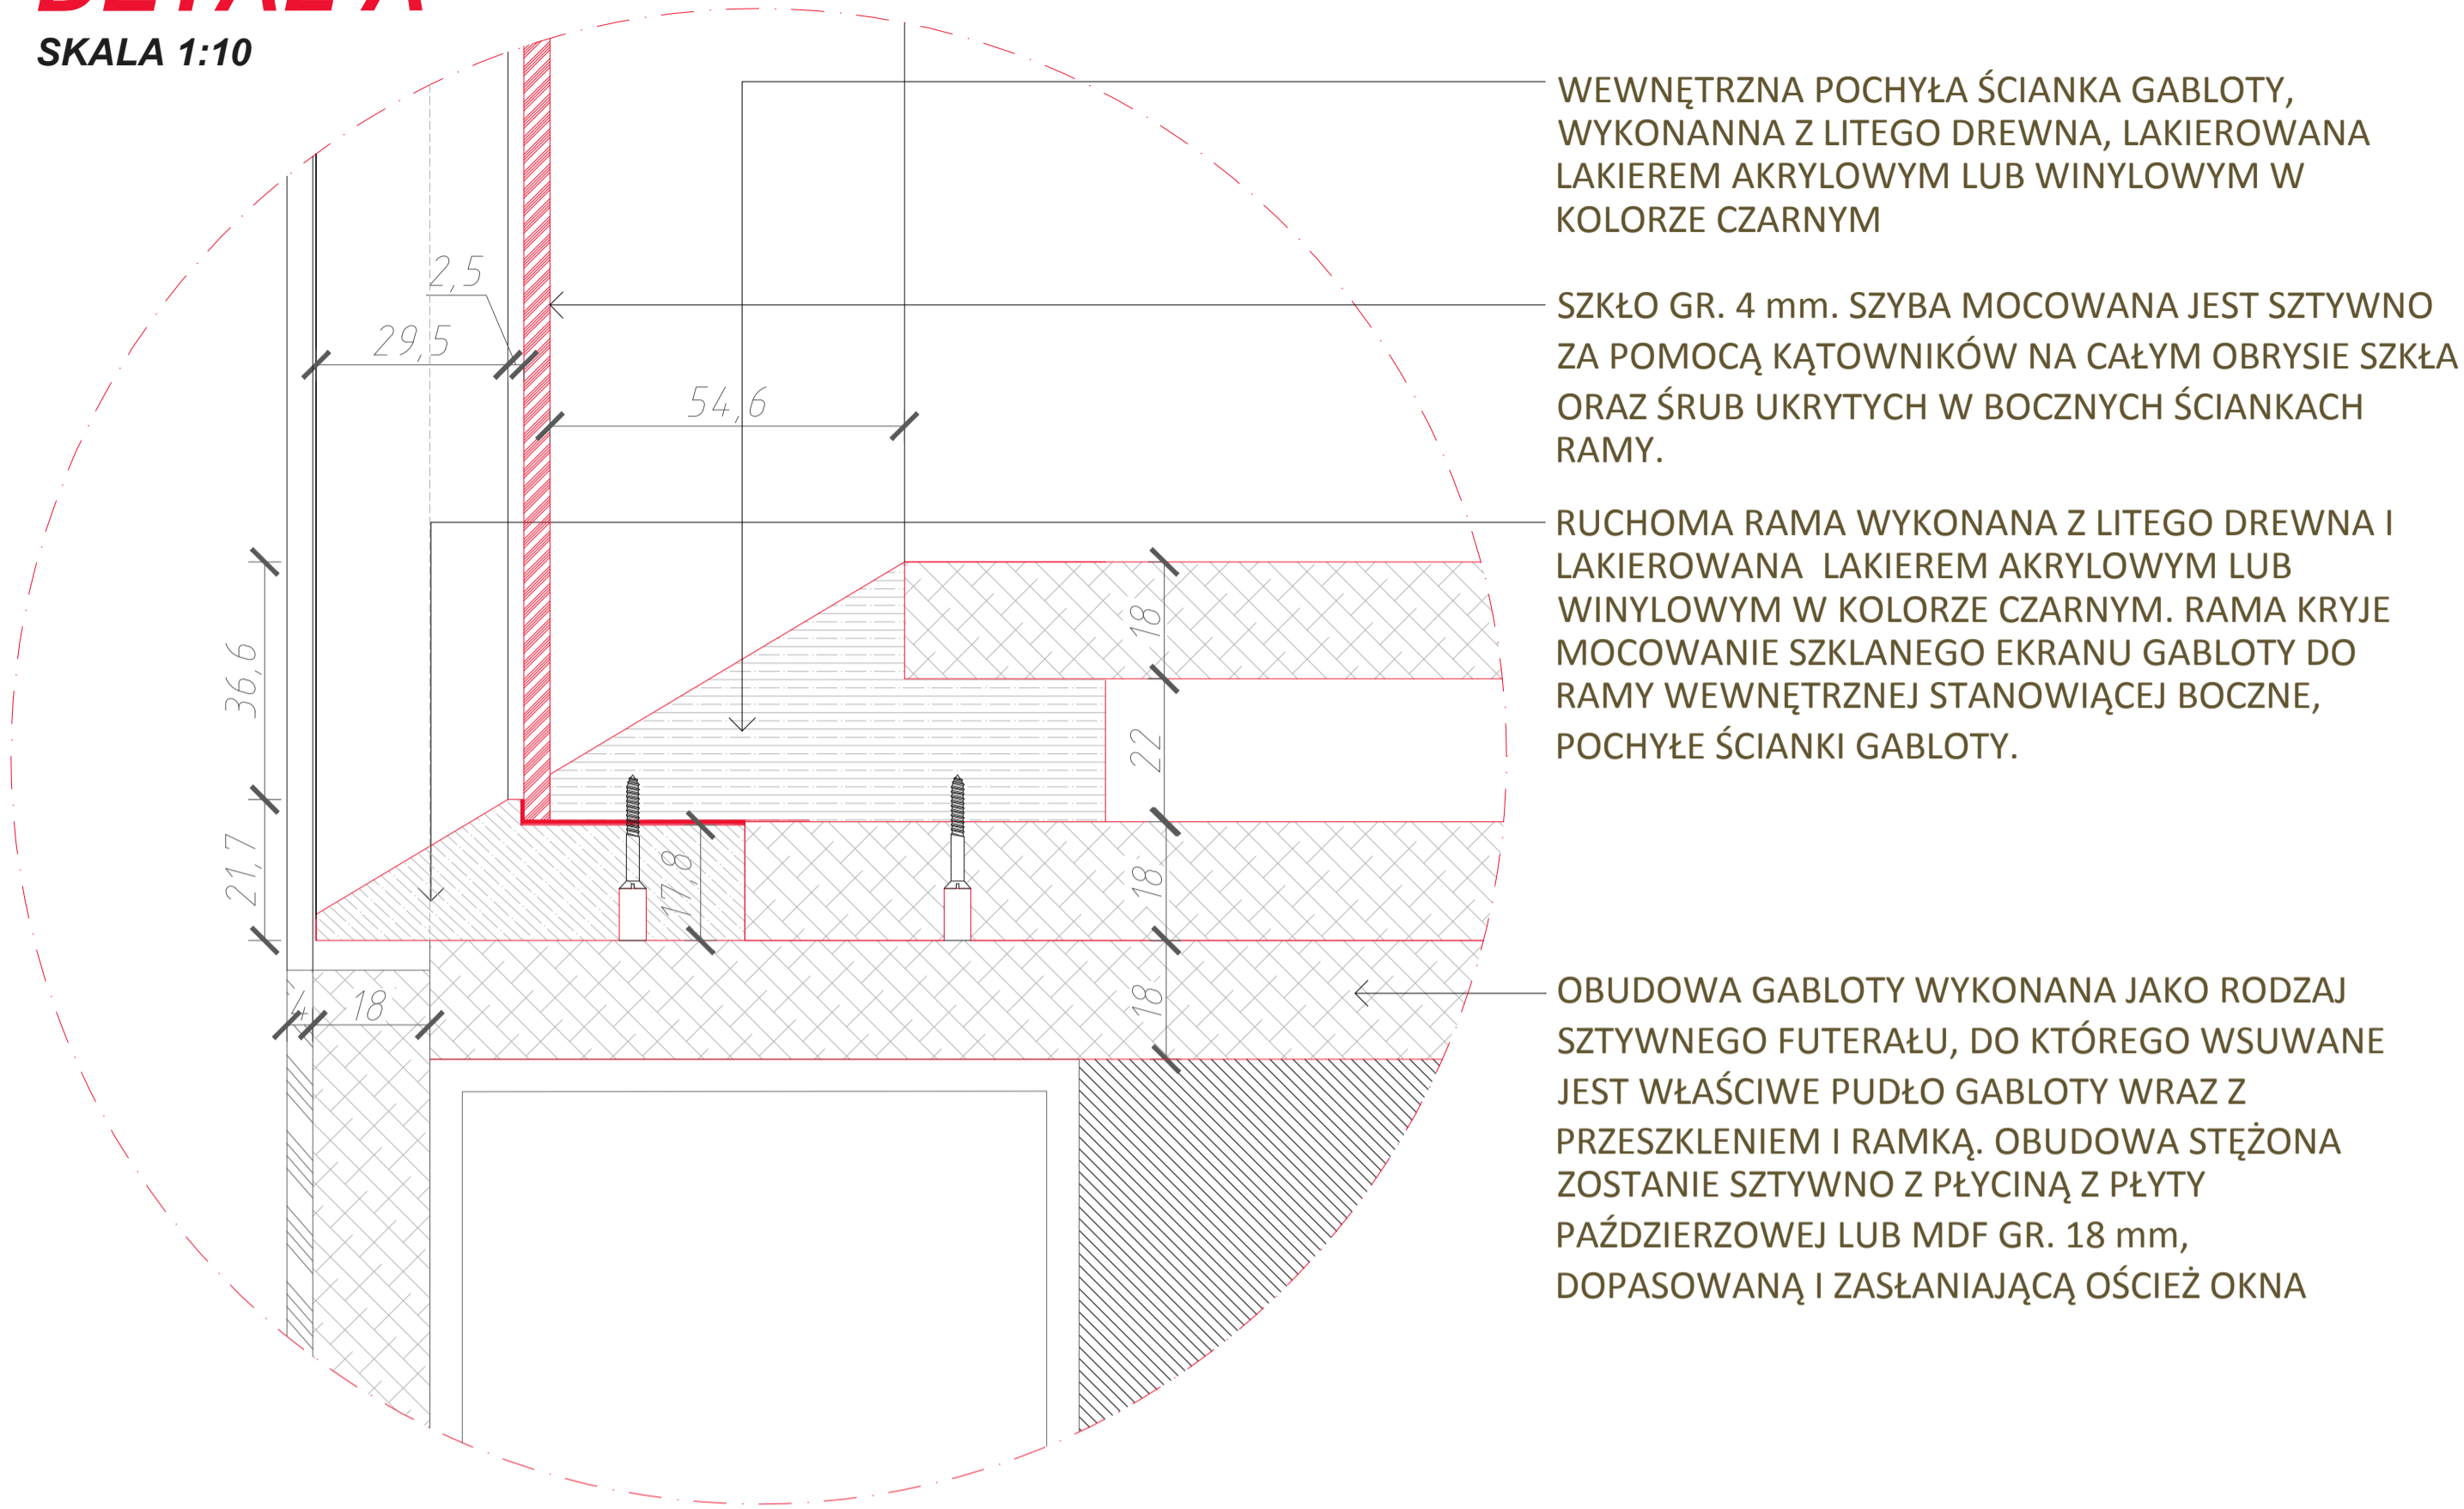 DETAL A
SKALA 1:10
WEWNĘTRZNA POCHYŁA ŚCIANKA GABLOTY,
WYKONANNA Z LITEGO DREWNA, LAKIEROWANA
LAKIEREM AKRYLOWYM LUB WINYLOWYM W
KOLORZE CZARNYM
SZKŁO GR. 4 mm. SZYBA MOCOWANA JEST SZTYWNO
ZA POMOCĄ KĄTOWNIKÓW NA CAŁYM OBRYSIE SZKŁA
ORAZ ŚRUB UKRYTYCH W BOCZNYCH ŚCIANKACH
RAMY.
RUCHOMA RAMA WYKONANA Z LITEGO DREWNA I
LAKIEROWANA LAKIEREM AKRYLOWYM LUB
WINYLOWYM W KOLORZE CZARNYM. RAMA KRYJE
MOCOWANIE SZKLANEGO EKRANU GABLOTY DO
RAMY WEWNĘTRZNEJ STANOWIĄCEJ BOCZNE,
POCHYŁE ŚCIANKI GABLOTY.
OBUDOWA GABLOTY WYKONANA JAKO RODZAJ
SZTYWNEGO FUTERAŁU, DO KTÓREGO WSUWANE
JEST WŁAŚCIWE PUDŁO GABLOTY WRAZ Z
PRZESZKLENIEM I RAMKĄ. OBUDOWA STĘŻONA
ZOSTANIE SZTYWNO Z PŁYCINĄ Z PŁYTY
PAŹDZIERZOWEJ LUB MDF GR. 18 mm,
DOPASOWANĄ I ZASŁANIAJĄCĄ OŚCIEŻ OKNA
2,5
29,5
54,6
36,6
21,7
18
22
17,8
18
18
4
18